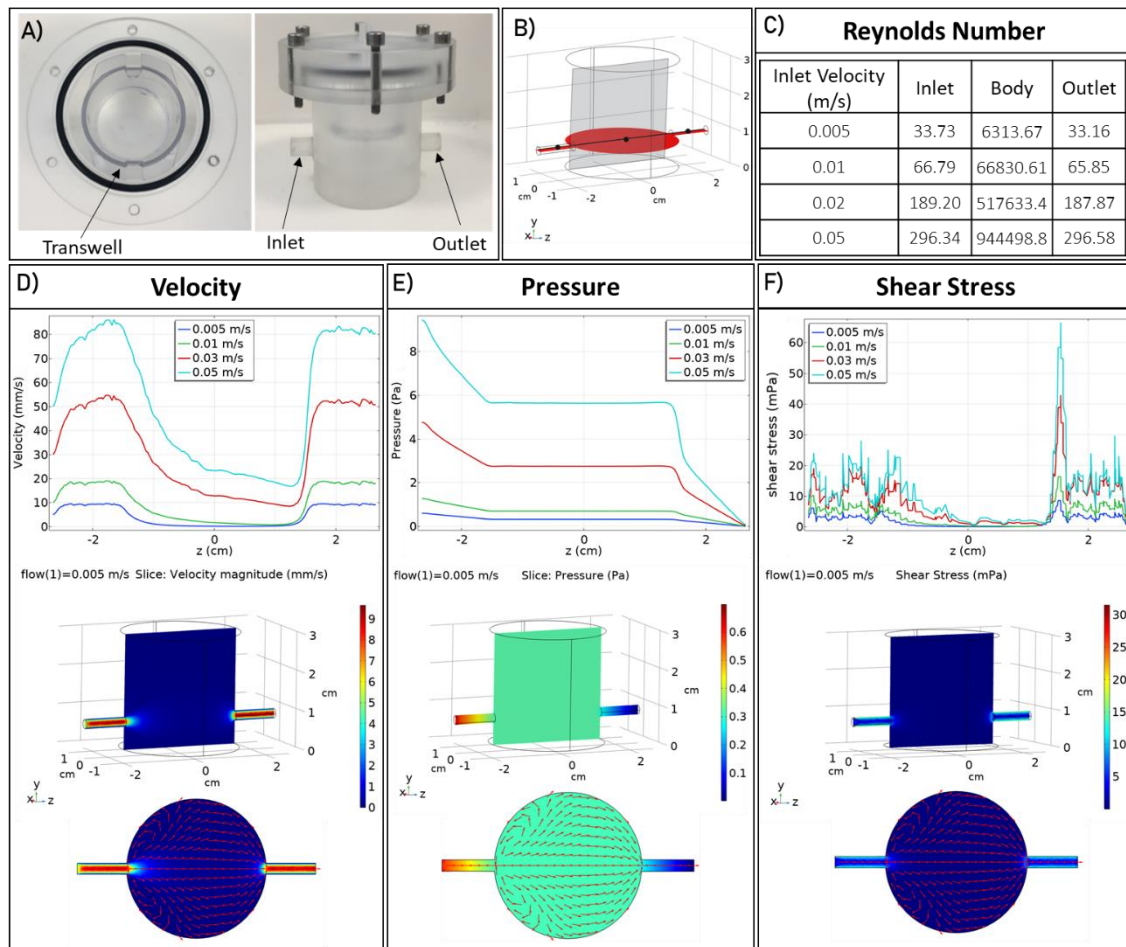 A)
Transwell
Inlet
Outlet
B)
3
2
1
0
1
0
cm
-1
-2
0
cm
2
y
x z
C)
Reynolds Number
Inlet Velocity (m/s) Inlet Body Outlet
0.005 33.73 6313.67 33.16
0.01 66.79 66830.61 65.85
0.02 189.20 517633.4 187.87
0.05 296.34 944498.8 296.58
D)
Velocity
0.005 m/s
0.01 m/s
0.03 m/s
0.05 m/s
Velocity (mm/s)
80
70
60
50
40
30
20
10
0
-2 0 2
z (cm)
flow(1)=0.005 m/s Slice: Velocity magnitude (mm/s)
3
2
cm
1
0
1
0
cm
-1
-2
0
cm
2
y
x z
9
8
7
6
5
4
3
2
1
0
E)
Pressure
0.005 m/s
0.01 m/s
0.03 m/s
0.05 m/s
Pressure (Pa)
8
6
4
2
0
-2 0 2
z (cm)
flow(1)=0.005 m/s Slice: Pressure (Pa)
3
2
cm
1
0
1
0
cm
-1
-2
0
cm
2
y
x z
0.6
0.5
0.4
0.3
0.2
0.1
F)
Shear Stress
0.005 m/s
0.01 m/s
0.03 m/s
0.05 m/s
shear stress (mPa)
60
50
40
30
20
10
0
-2 0 2
z (cm)
flow(1)=0.005 m/s Shear Stress (mPa)
3
2
cm
1
0
1
0
cm
-1
-2
0
cm
2
y
x z
30
25
20
15
10
5